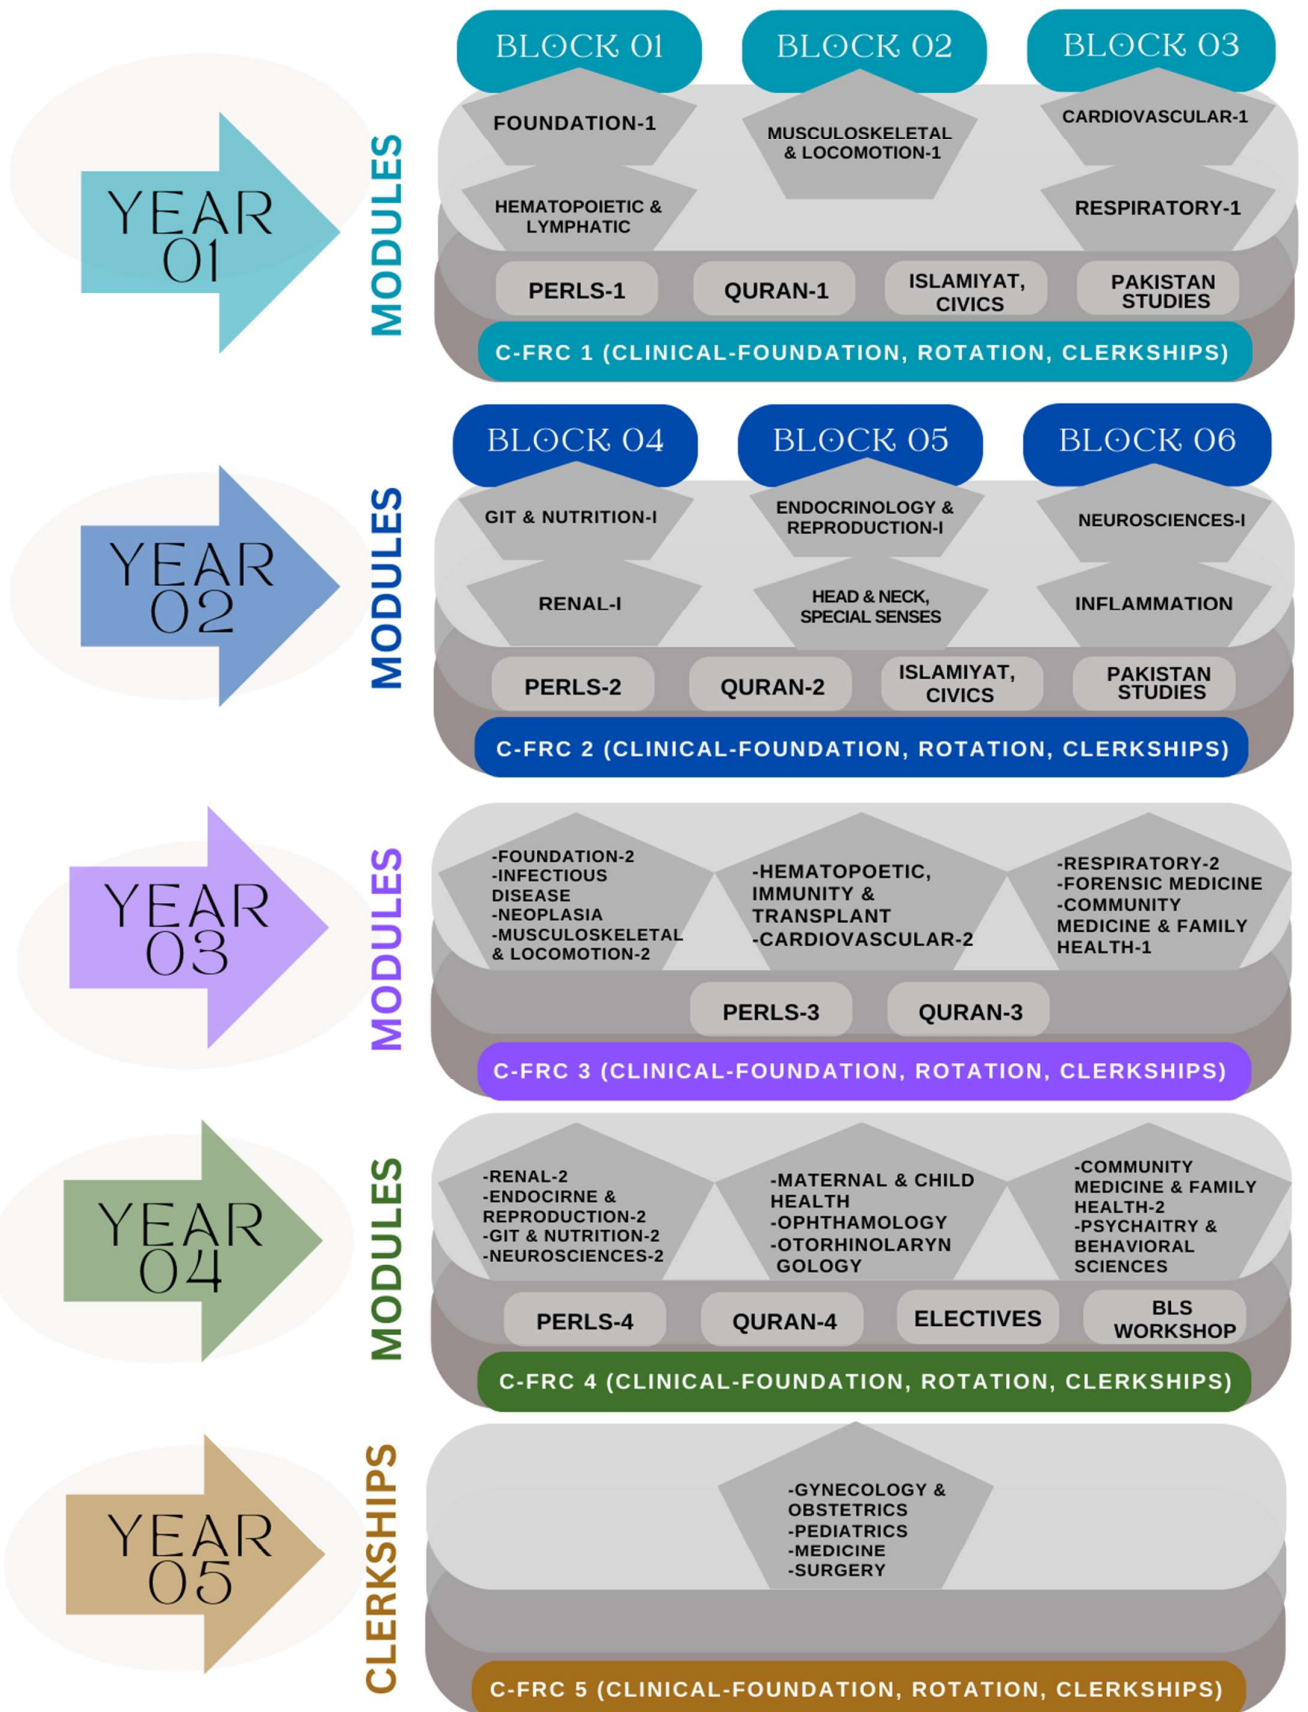 BLOCK 01
BLOCK 02
BLOCK 03
YEAR
01
MODULES
FOUNDATION-1
MUSCULOSKELETAL
& LOCOMOTION-1
CARDIOVASCULAR-1
HEMATOPOIETIC &
LYMPHATIC
RESPIRATORY-1
PERLS-1
QURAN-1
ISLAMIYAT,
CIVICS
PAKISTAN
STUDIES
C-FRC 1 (CLINICAL-FOUNDATION, ROTATION, CLERKSHIPS)
BLOCK 04
BLOCK 05
BLOCK 06
YEAR
02
MODULES
GIT & NUTRITION-I
ENDOCRINOLOGY &
REPRODUCTION-I
NEUROSCIENCES-I
RENAL-I
HEAD & NECK,
SPECIAL SENSES
INFLAMMATION
PERLS-2
QURAN-2
ISLAMIYAT,
CIVICS
PAKISTAN
STUDIES
C-FRC 2 (CLINICAL-FOUNDATION, ROTATION, CLERKSHIPS)
YEAR
03
MODULES
-FOUNDATION-2
-INFECTIOUS
DISEASE
-NEOPLASIA
-MUSCULOSKELETAL
& LOCOMOTION-2
-HEMATOPOETIC,
IMMUNITY &
TRANSPLANT
-CARDIOVASCULAR-2
-RESPIRATORY-2
-FORENSIC MEDICINE
-COMMUNITY
MEDICINE & FAMILY
HEALTH-1
PERLS-3
QURAN-3
C-FRC 3 (CLINICAL-FOUNDATION, ROTATION, CLERKSHIPS)
YEAR
04
MODULES
-RENAL-2
-ENDOCIRNE &
REPRODUCTION-2
-GIT & NUTRITION-2
-NEUROSCIENCES-2
-MATERNAL & CHILD
HEALTH
-OPHTHAMOLOGY
-OTORHINOLARYN
GOLOGY
-COMMUNITY
MEDICINE & FAMILY
HEALTH-2
-PSYCHAITRY &
BEHAVIORAL
SCIENCES
PERLS-4
QURAN-4
ELECTIVES
BLS
WORKSHOP
C-FRC 4 (CLINICAL-FOUNDATION, ROTATION, CLERKSHIPS)
YEAR
05
CLERKSHIPS
-GYNECOLOGY &
OBSTETRICS
-PEDIATRICS
-MEDICINE
-SURGERY
C-FRC 5 (CLINICAL-FOUNDATION, ROTATION, CLERKSHIPS)